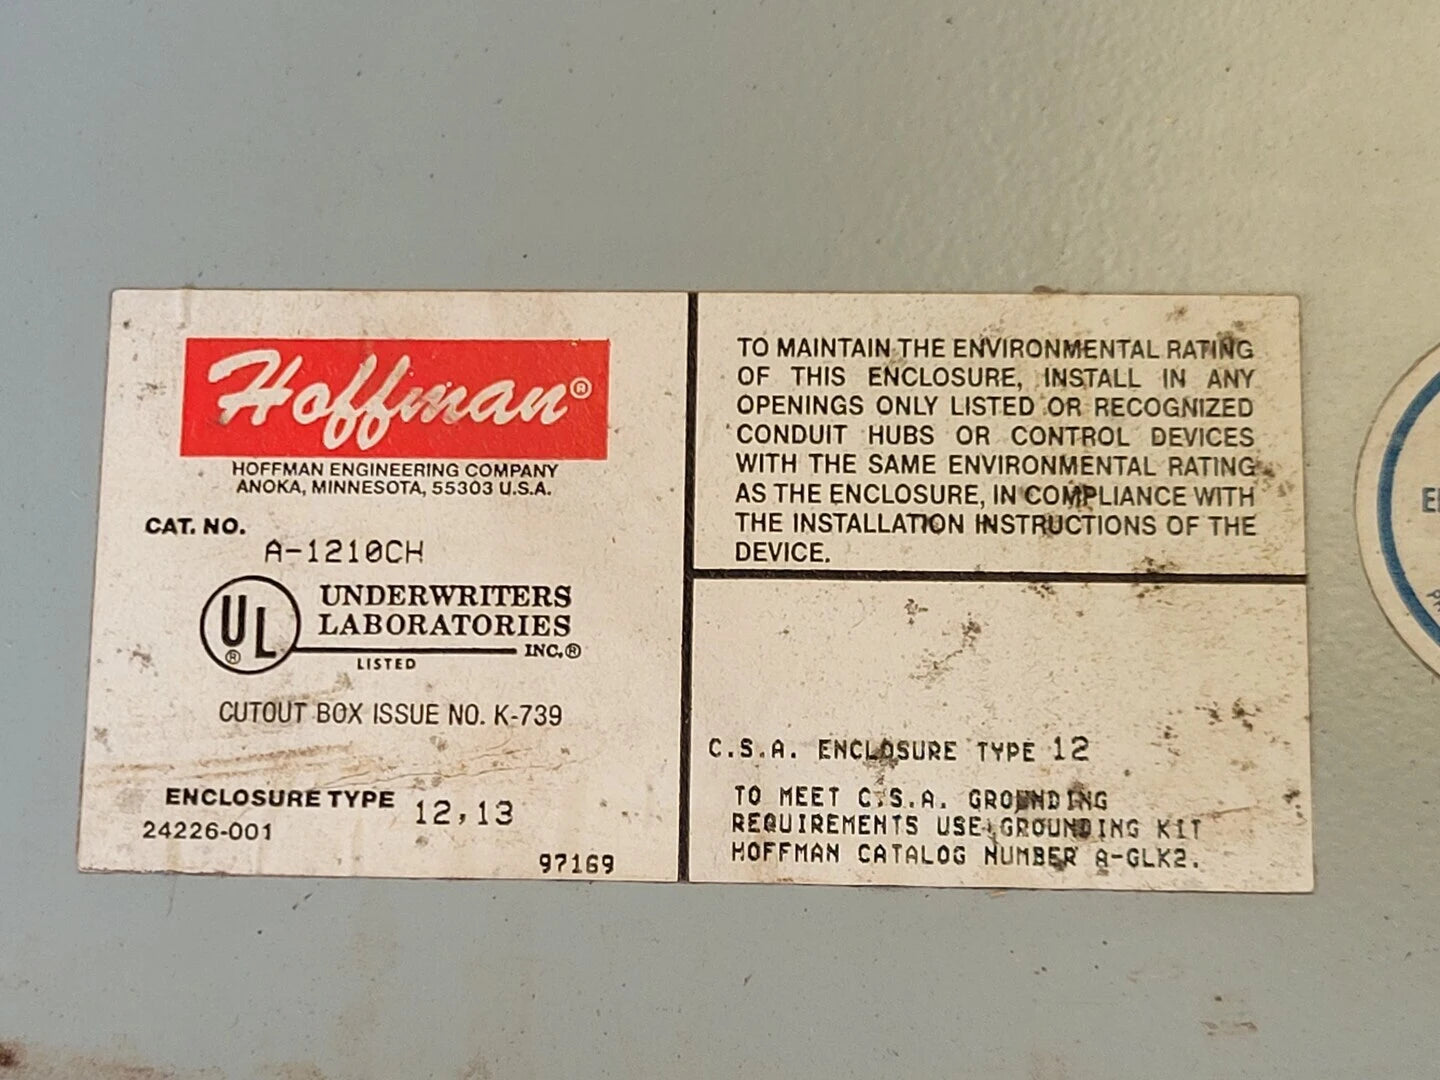 Hoffman®
HOFFMAN ENGINEERING COMPANY
ANOKA, MINNESOTA, 55303 U.S.A.
CAT. NO.
A-1210CH
UL®
UNDERWRITERS
LABORATORIES
INC.®
LISTED
CUTOUT BOX ISSUE NO. K-739
ENCLOSURE TYPE 12,13
24226-001
97169
TO MAINTAIN THE ENVIRONMENTAL RATING
OF THIS ENCLOSURE, INSTALL IN ANY
OPENINGS ONLY LISTED OR RECOGNIZED
CONDUIT HUBS OR CONTROL DEVICES
WITH THE SAME ENVIRONMENTAL RATING
AS THE ENCLOSURE, IN COMPLIANCE WITH
THE INSTALLATION INSTRUCTIONS OF THE
DEVICE.
C.S.A. ENCLOSURE TYPE 12
TO MEET C.S.A. GROUNDING
REQUIREMENTS USE GROUNDING KIT
HOFFMAN CATALOG NUMBER A-GLK2.